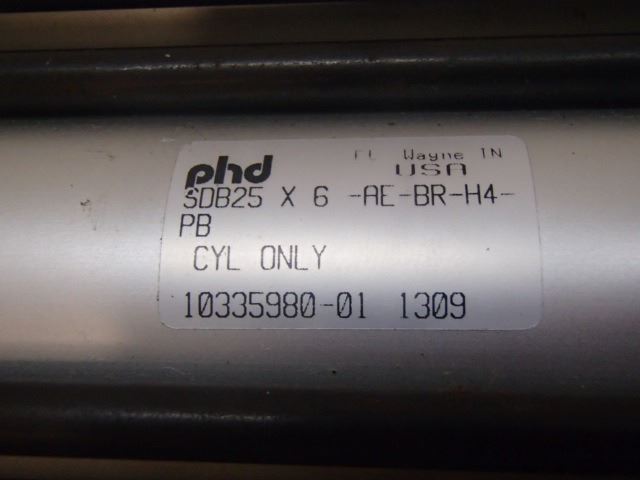 phd Ft Wayne IN
USA
SDB25 X 6 -AE-BR-H4-
PB
CYL ONLY
10335980-01 1309